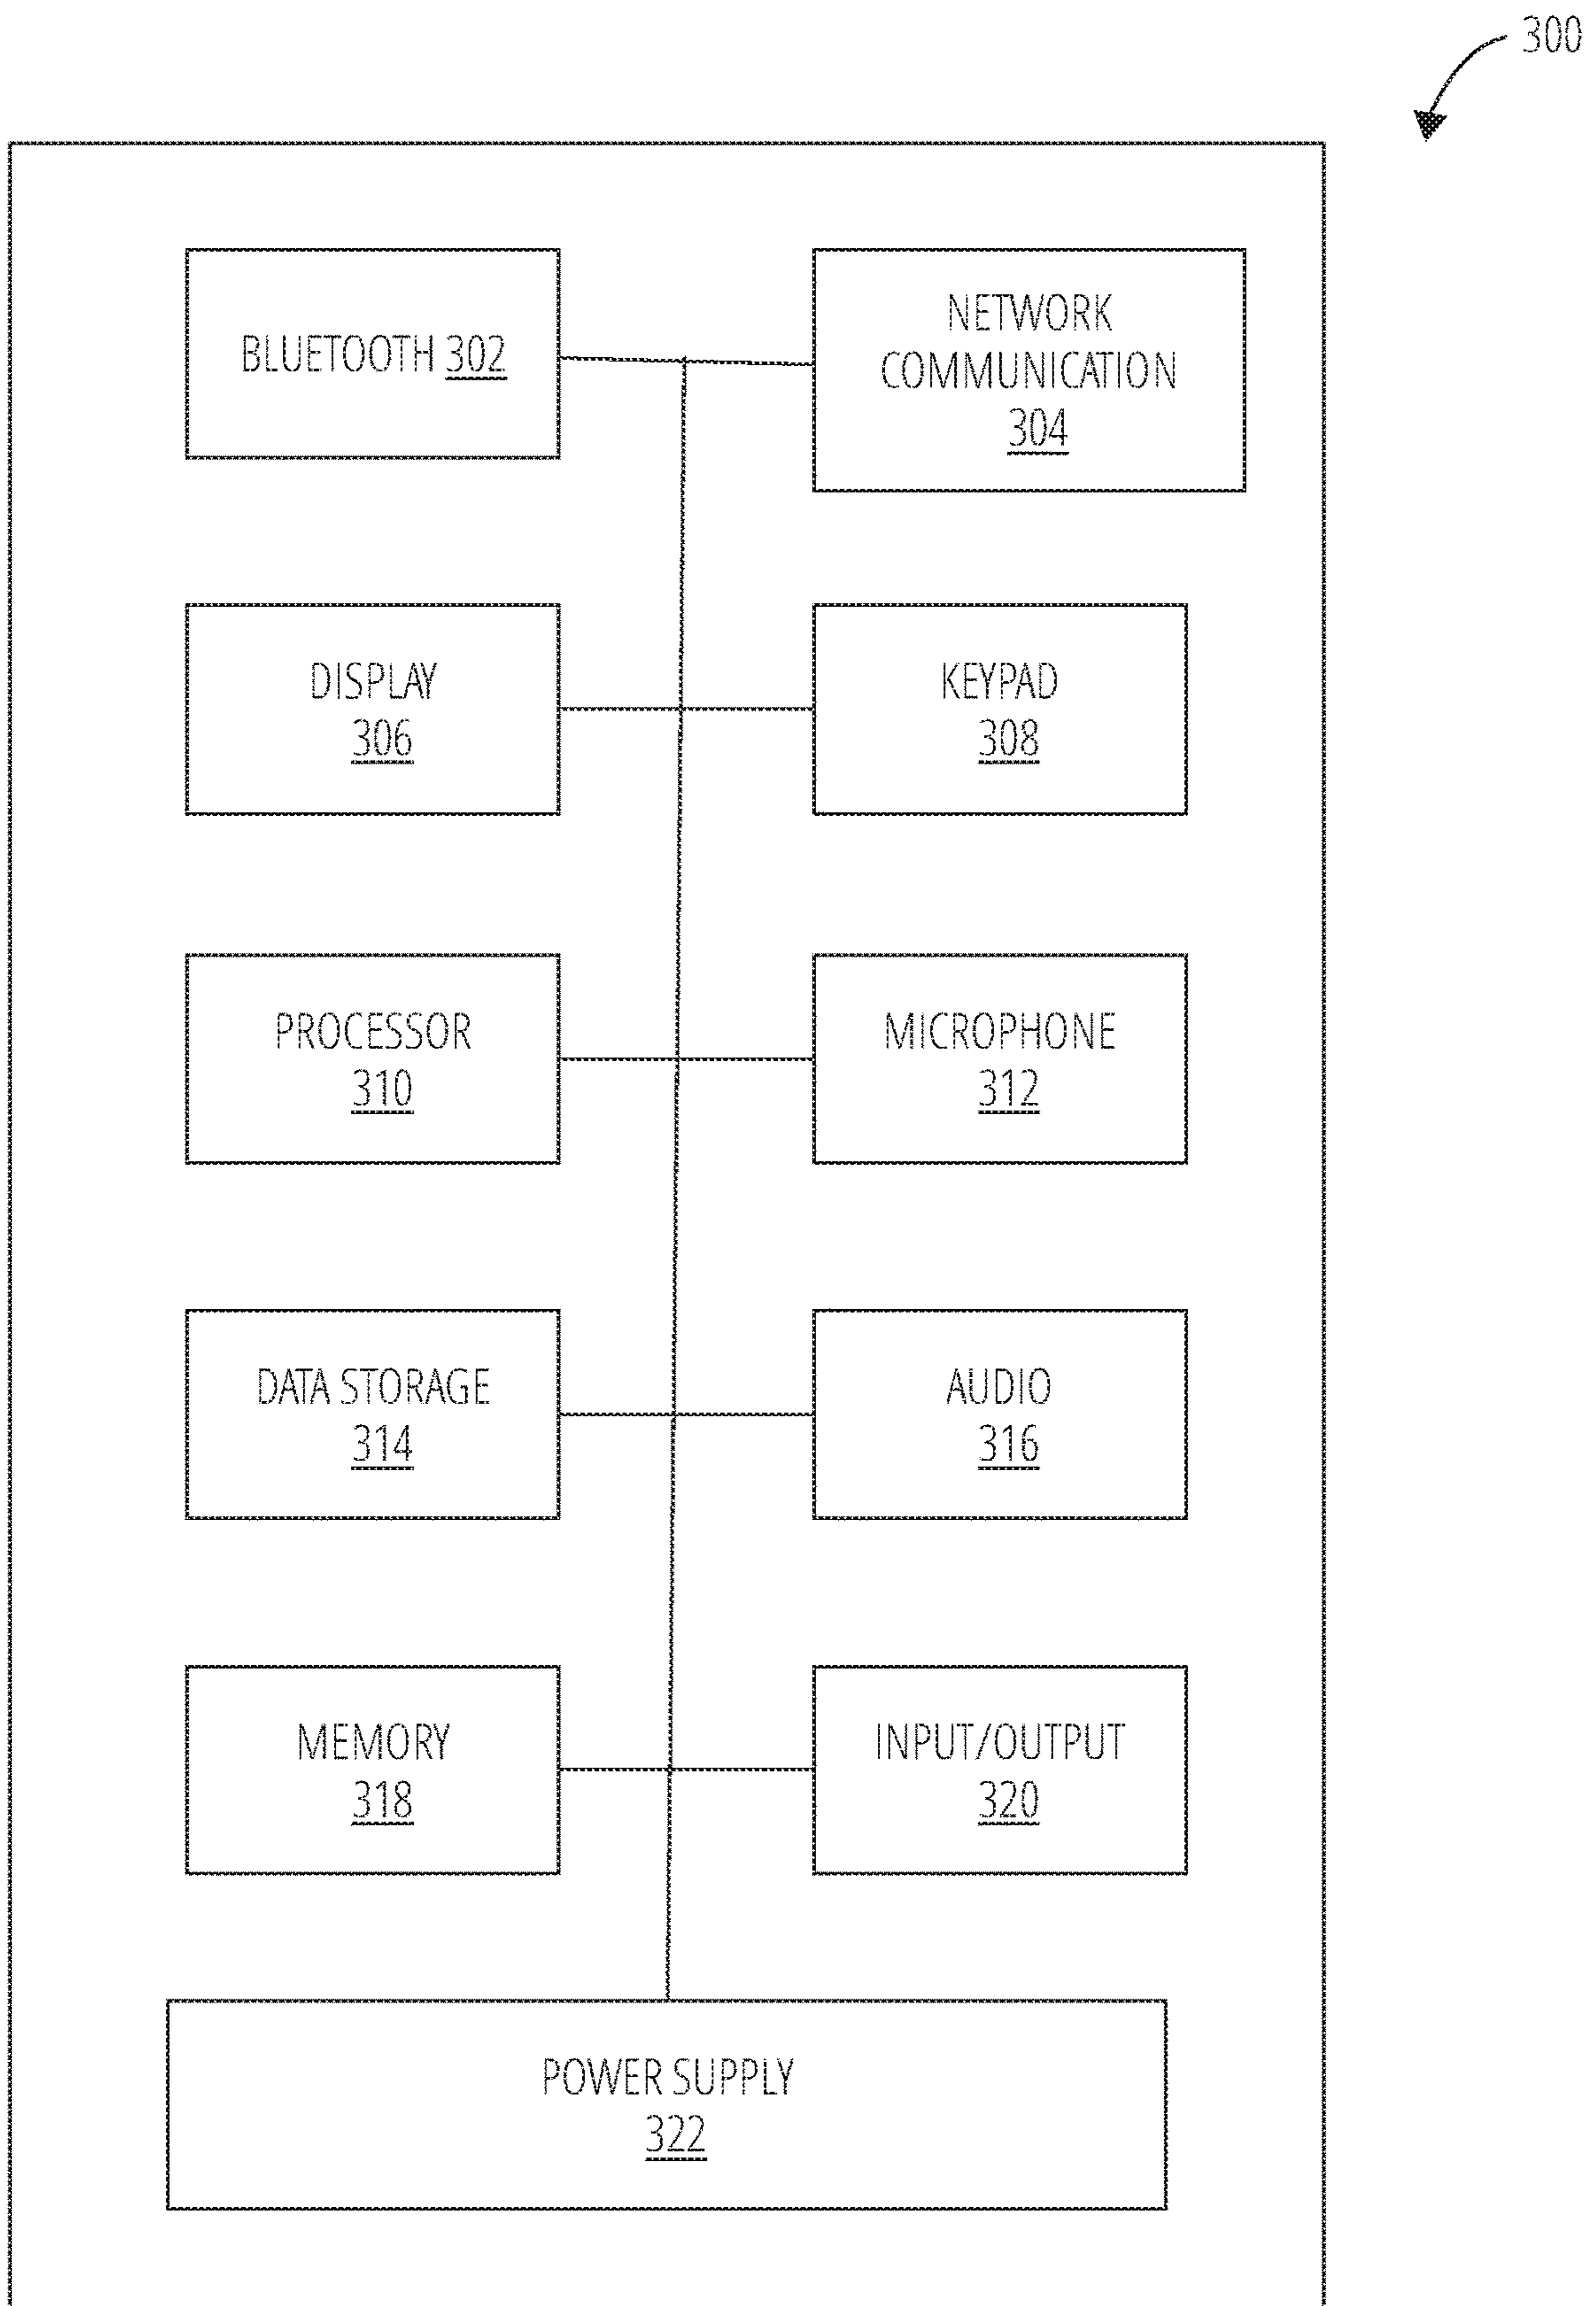 300
BLUETOOTH 302
NETWORK
COMMUNICATION
304
DISPLAY
306
KEYPAD
308
PROCESSOR
310
MICROPHONE
312
DATA STORAGE
314
AUDIO
316
MEMORY
318
INPUT/OUTPUT
320
POWER SUPPLY
322